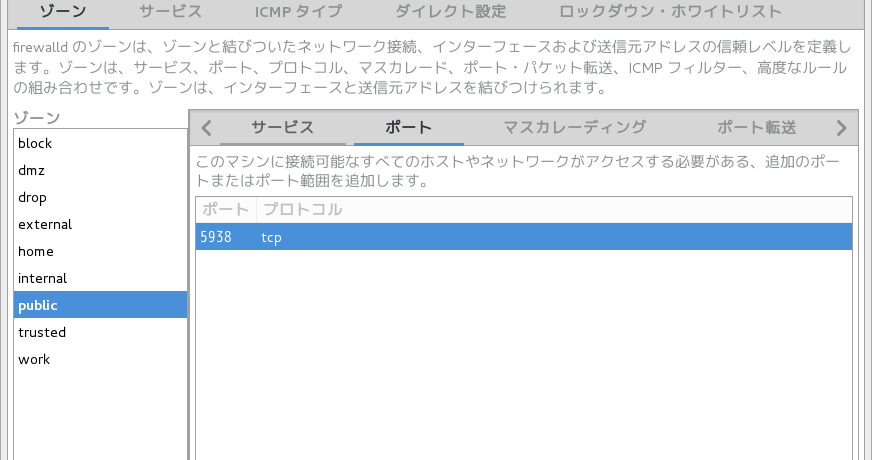 ゾーン サービス ICMP タイプ ダイレクト設定 ロックダウン・ホワイトリスト
firewalld のゾーンは、ゾーンと結びついたネットワーク接続、インターフェースおよび送信元アドレスの信頼レベルを定義し
ます。ゾーンは、サービス、ポート、プロトコル、マスカレード、ポート・パケット転送、ICMP フィルター、高度なルール
の組み合わせです。ゾーンは、インターフェースと送信元アドレスを結びつけられます。
ゾーン
block
dmz
drop
external
home
internal
public
trusted
work
サービス ポート マスカレーディング ポート転送
このマシンに接続可能なすべてのホストやネットワークがアクセスする必要がある、追加のポー
トまたはポート範囲を追加します。
ポート プロトコル
5938 tcp